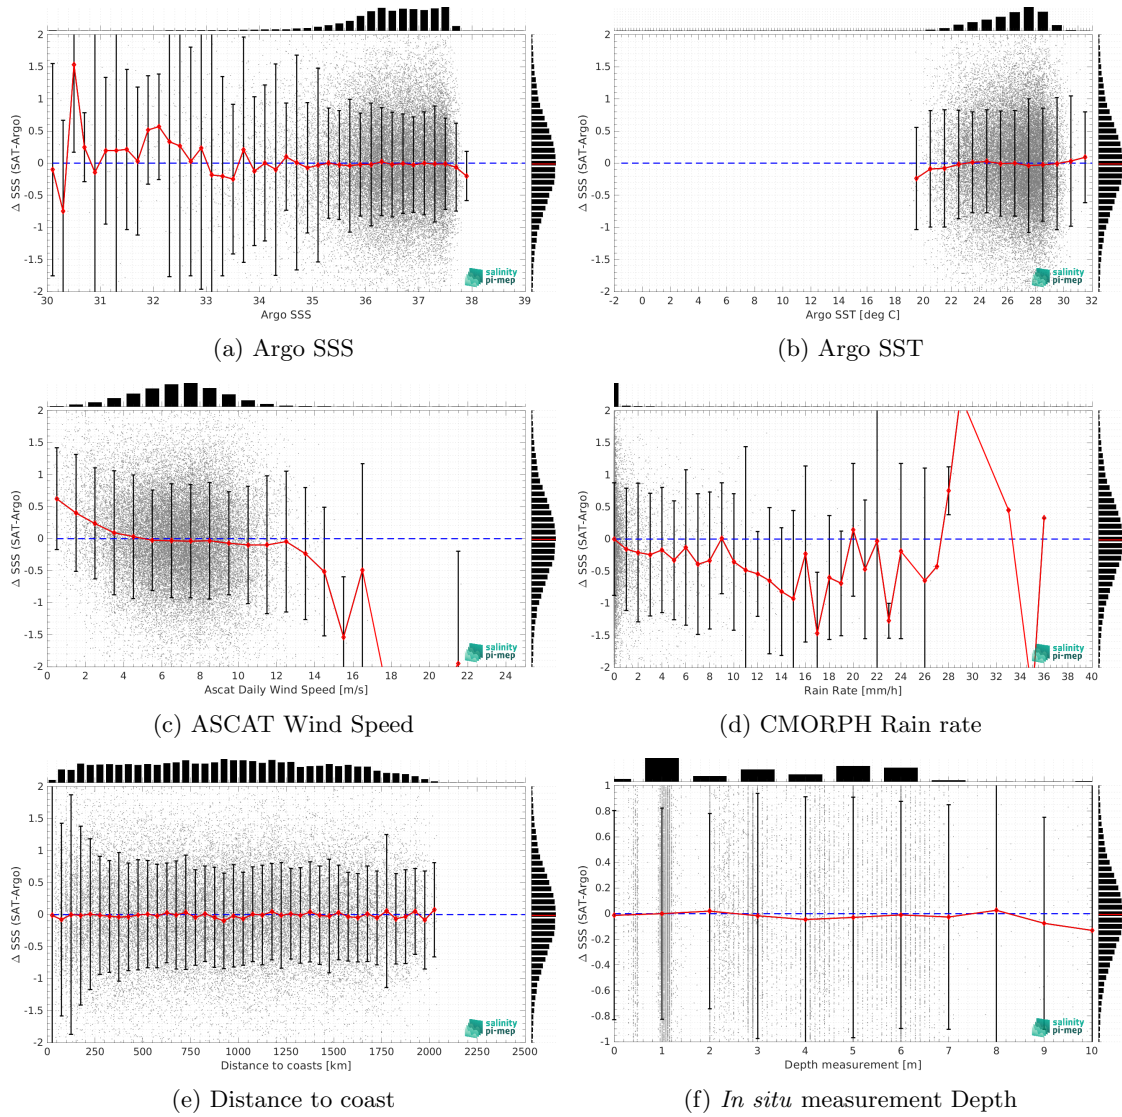 2
1.5
1
0.5
0
-0.5
-1
-1.5
-2
Δ SSS (SAT-Argo)
salinity
pi-mep
30 31 32 33 34 35 36 37 38 39
Argo SSS
(a) Argo SSS
2
1.5
1
0.5
0
-0.5
-1
-1.5
-2
Δ SSS (SAT-Argo)
salinity
pi-mep
-2 0 2 4 6 8 10 12 14 16 18 20 22 24 26 28 30 32
Argo SST [deg C]
(b) Argo SST
2
1.5
1
0.5
0
-0.5
-1
-1.5
-2
Δ SSS (SAT-Argo)
salinity
pi-mep
0 2 4 6 8 10 12 14 16 18 20 22 24
Ascat Daily Wind Speed [m/s]
(c) ASCAT Wind Speed
2
1.5
1
0.5
0
-0.5
-1
-1.5
-2
Δ SSS (SAT-Argo)
salinity
pi-mep
0 2 4 6 8 10 12 14 16 18 20 22 24 26 28 30 32 34 36 38 40
Rain Rate [mm/h]
(d) CMORPH Rain rate
2
1.5
1
0.5
0
-0.5
-1
-1.5
-2
Δ SSS (SAT-Argo)
salinity
pi-mep
0 250 500 750 1000 1250 1500 1750 2000 2250 2500
Distance to coasts [km]
(e) Distance to coast
1
0.8
0.6
0.4
0.2
0
-0.2
-0.4
-0.6
-0.8
-1
Δ SSS (SAT-Argo)
salinity
pi-mep
0 1 2 3 4 5 6 7 8 9 10
Depth measurement [m]
(f) In situ measurement Depth